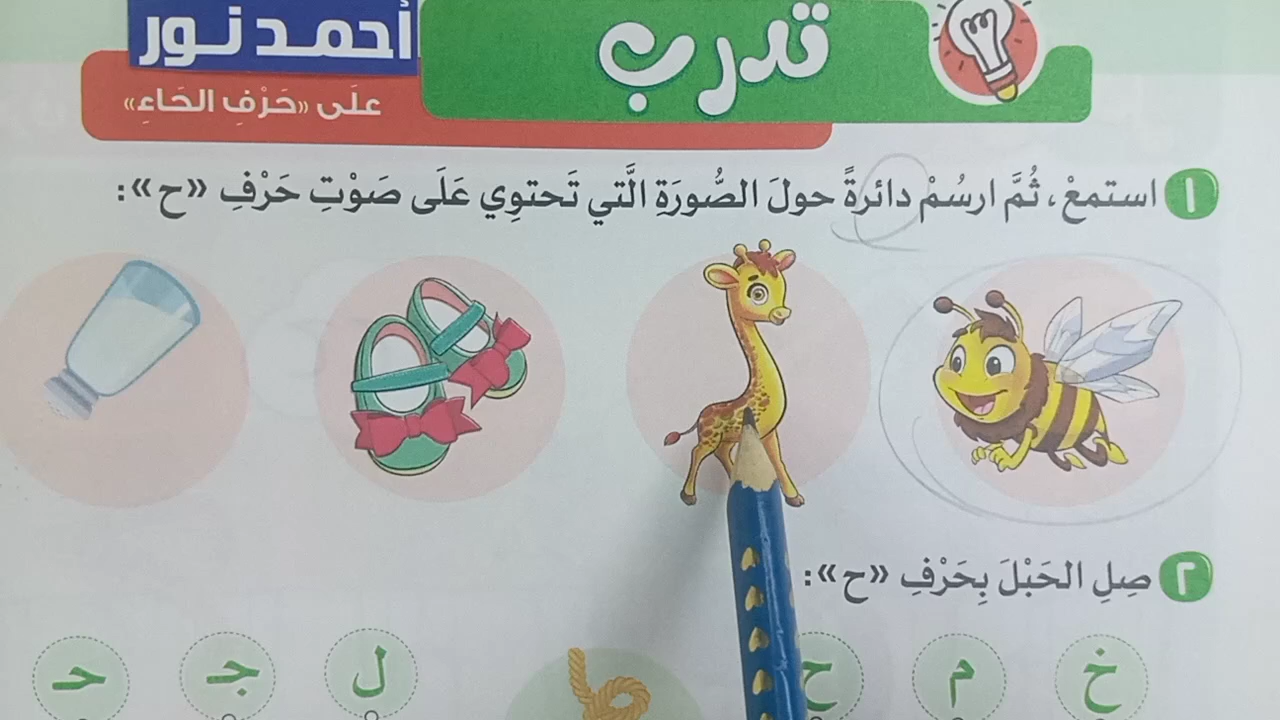 أحمد نور
تدرب
على «حَرْفِ الحَاءِ»
١ استمعْ، ثُمَّ ارسُمْ دائرةً حولَ الصُّورَةِ الَّتي تَحتوِي عَلَى صَوْتِ حَرْفِ «ح»:
٢ صِلِ الحَبْلَ بِحَرْفِ «ح»:
خ م ح ل جـ حـ